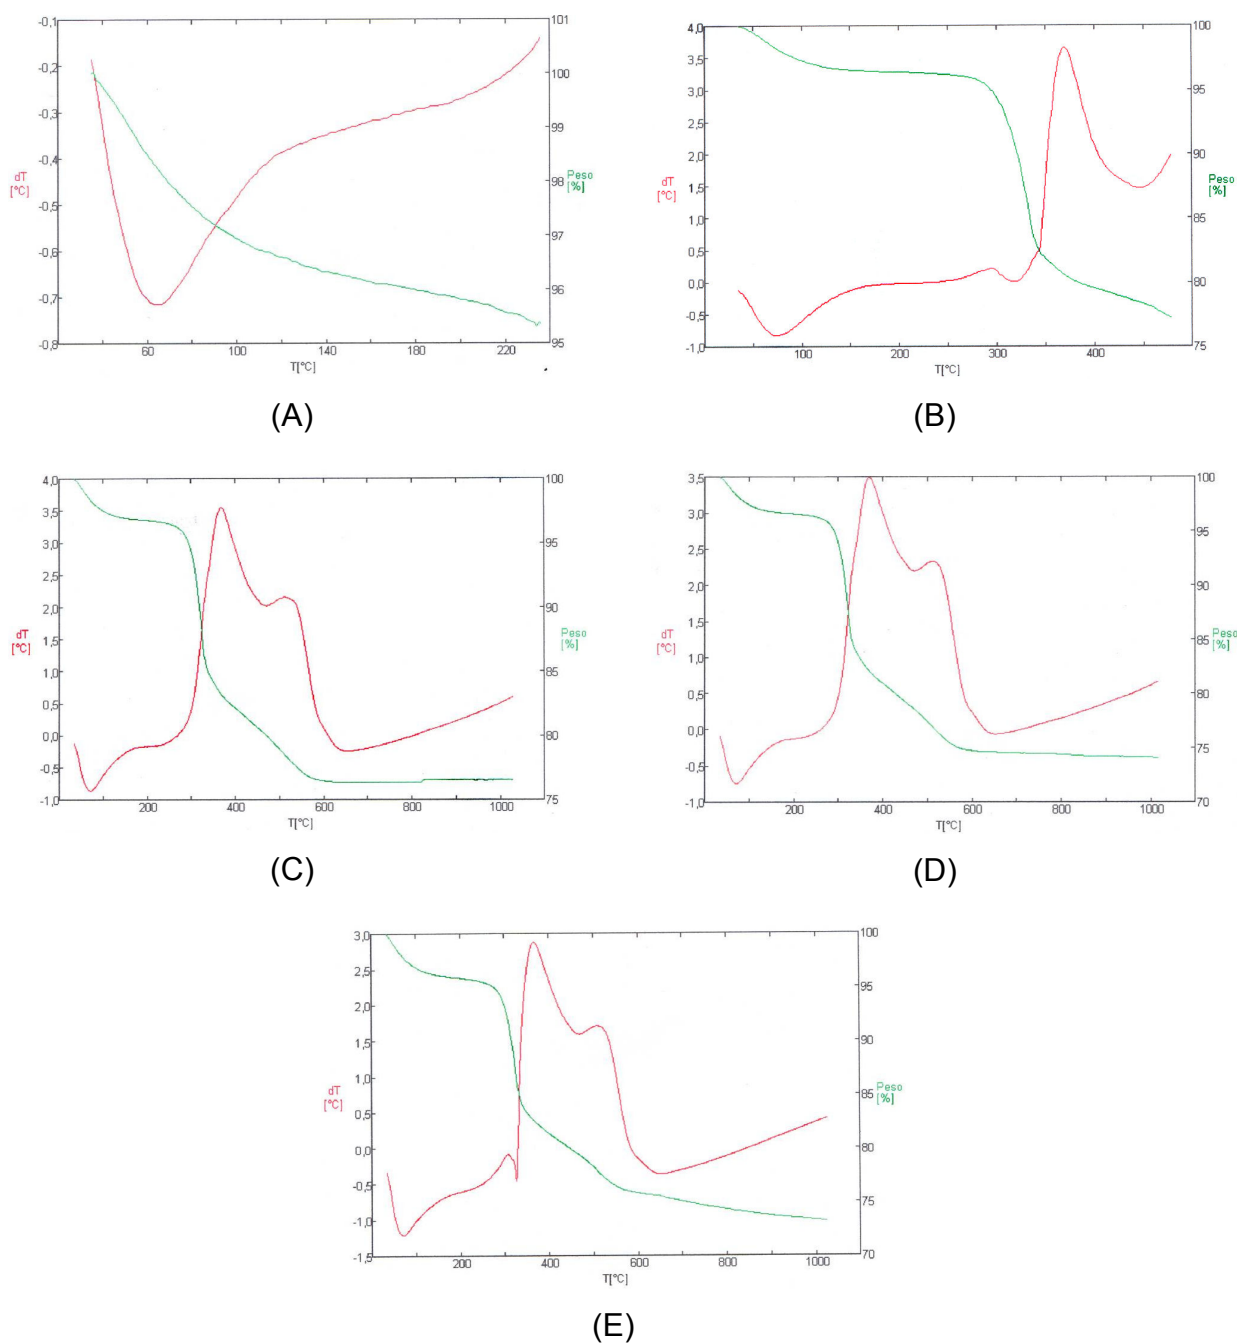 -0,1
-0,2
-0,3
-0,4
dT
[°C]
-0,5
-0,6
-0,7
-0,8
101
100
99
98
Peso
[%]
97
96
95
60 100 140 180 220
T[°C]
(A)
4,0
3,5
3,0
2,5
2,0
dT
[°C]
1,5
1,0
0,5
0,0
-0,5
-1,0
100
95
90
Peso
[%]
85
80
75
100 200 300 400
T[°C]
(B)
4,0
3,5
3,0
2,5
2,0
dT
[°C]
1,5
1,0
0,5
0,0
-0,5
-1,0
100
95
90
Peso
[%]
85
80
75
200 400 600 800 1000
T[°C]
(C)
3,5
3,0
2,5
2,0
dT
[°C]
1,5
1,0
0,5
0,0
-0,5
-1,0
100
95
90
85 Peso
[%]
80
75
70
200 400 600 800 1000
T[°C]
(D)
3,0
2,5
2,0
1,5
1,0
dT
[°C]
0,5
0,0
-0,5
-1,0
-1,5
100
95
90
85 Peso
[%]
80
75
70
200 400 600 800 1000
T[°C]
(E)